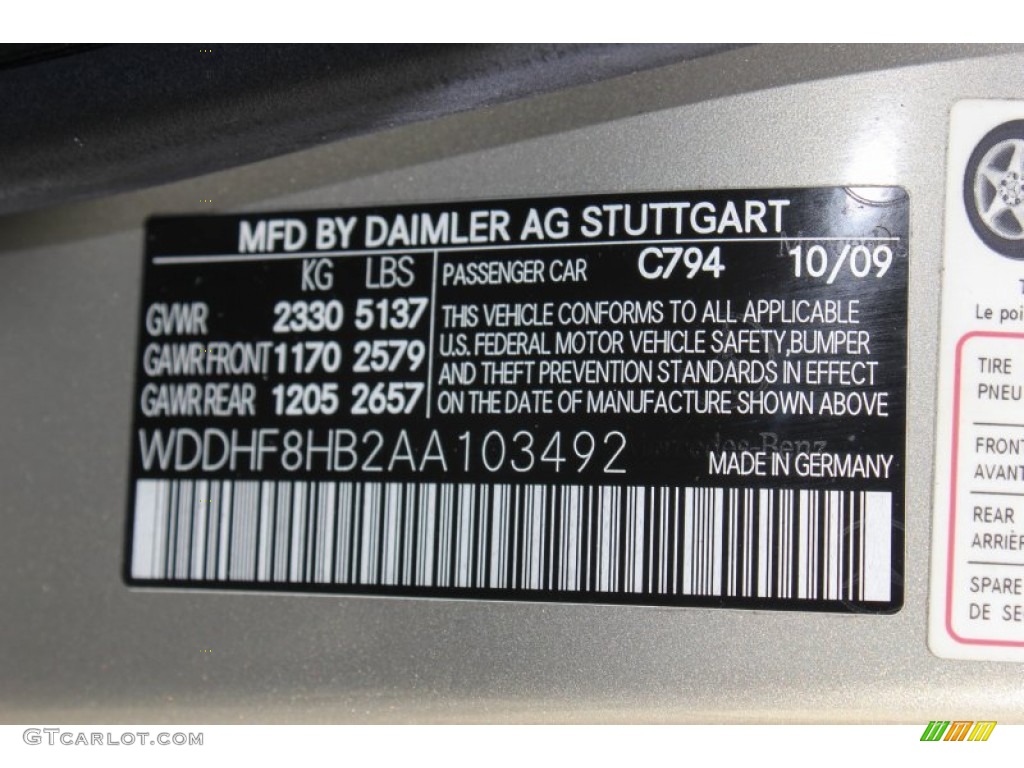 MFD BY DAIMLER AG STUTTGART
KG LBS
GVWR 2330 5137
GAWR FRONT 1170 2579
GAWR REAR 1205 2657
PASSENGER CAR C794 10/09
THIS VEHICLE CONFORMS TO ALL APPLICABLE
U.S. FEDERAL MOTOR VEHICLE SAFETY,BUMPER
AND THEFT PREVENTION STANDARDS IN EFFECT
ON THE DATE OF MANUFACTURE SHOWN ABOVE
WDDHF8HB2AA103492
Mercedes-Benz
MADE IN GERMANY
Le poi
TIRE
PNEU
FRONT
AVANT
REAR
ARRIÈR
SPARE
DE SE
GTCARLOT.COM